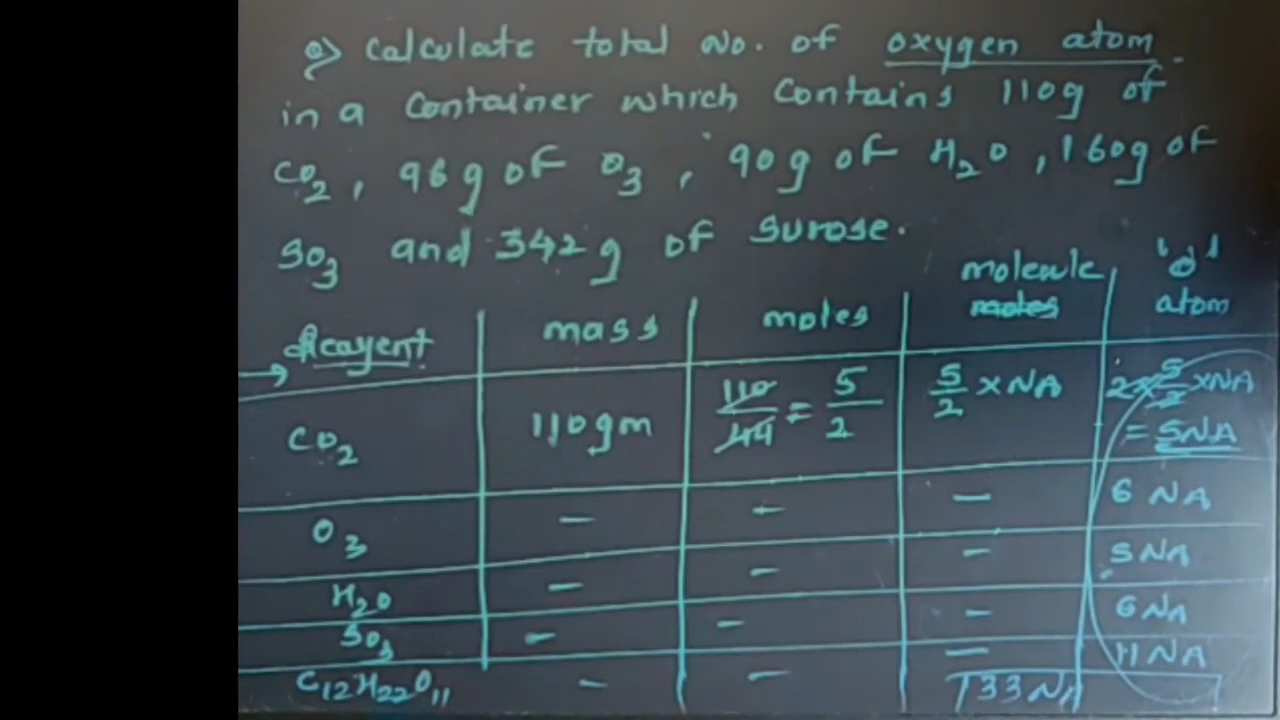 Q) Calculate total No. of oxygen atom
in a container which contains 110g of
CO2, 96g of O3, 90g of H2O, 160g of
SO3 and 342g of surose.
Reagent mass moles molecule 'O' atom
CO2 110gm 110/44 = 5/2 5/2 × NA 2×5/2×NA
= 5NA
O3 – – – 6 NA
H2O – – – 5NA
SO3 – – – 6NA
C12H22O11 – – – 11NA
33NA